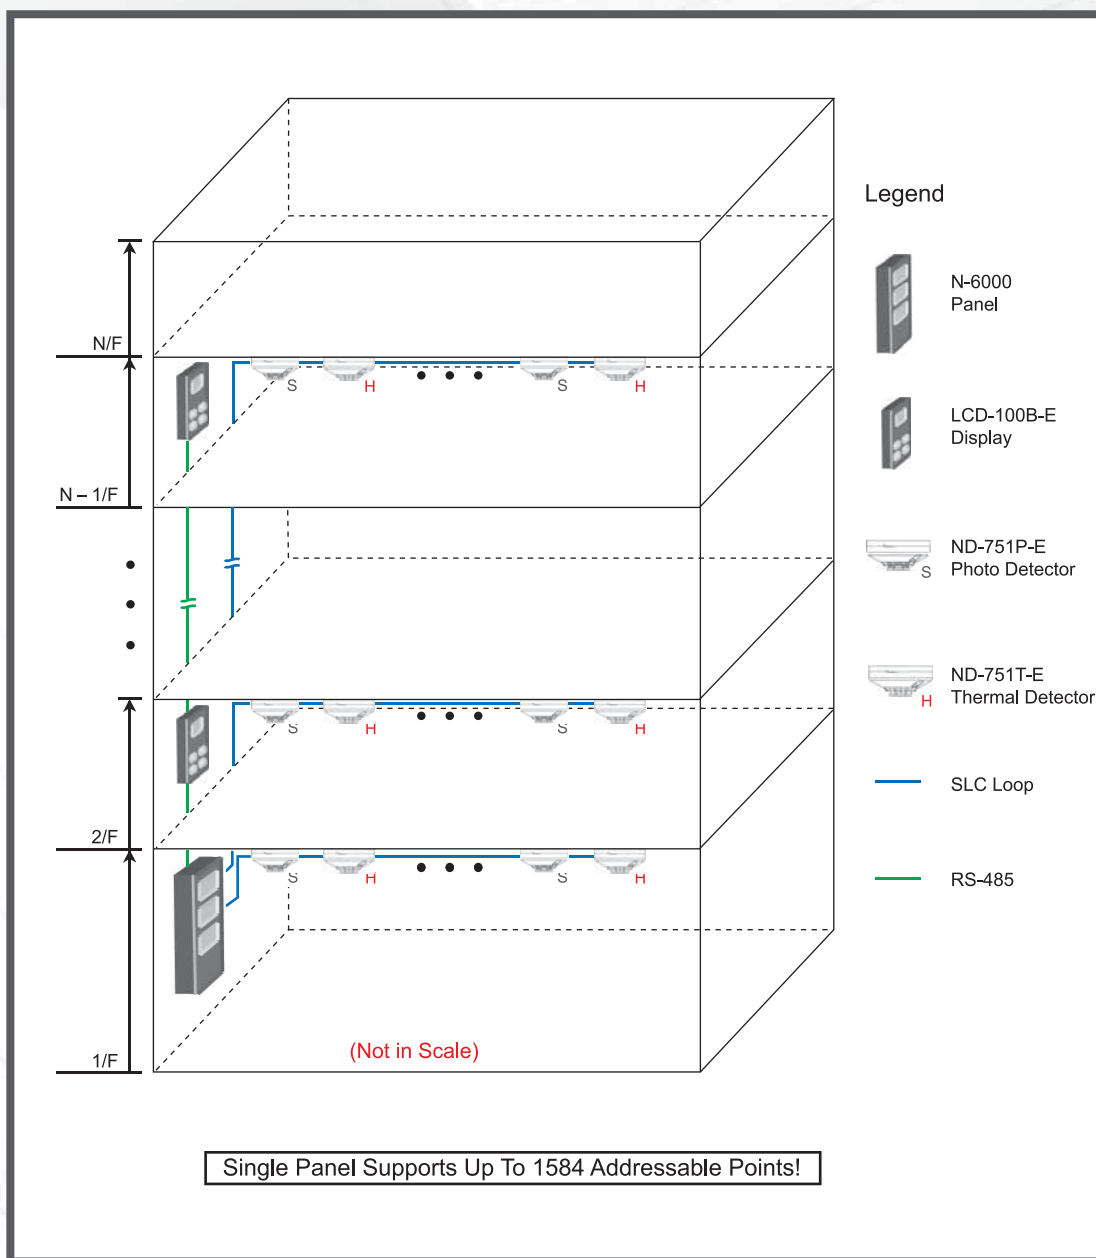 Legend
N-6000
Panel
LCD-100B-E
Display
ND-751P-E
Photo Detector
S
ND-751T-E
Thermal Detector
H
SLC Loop
RS-485
N/F
S
H
S
H
N – 1/F
S
H
S
H
2/F
S
H
S
H
(Not in Scale)
1/F
Single Panel Supports Up To 1584 Addressable Points!